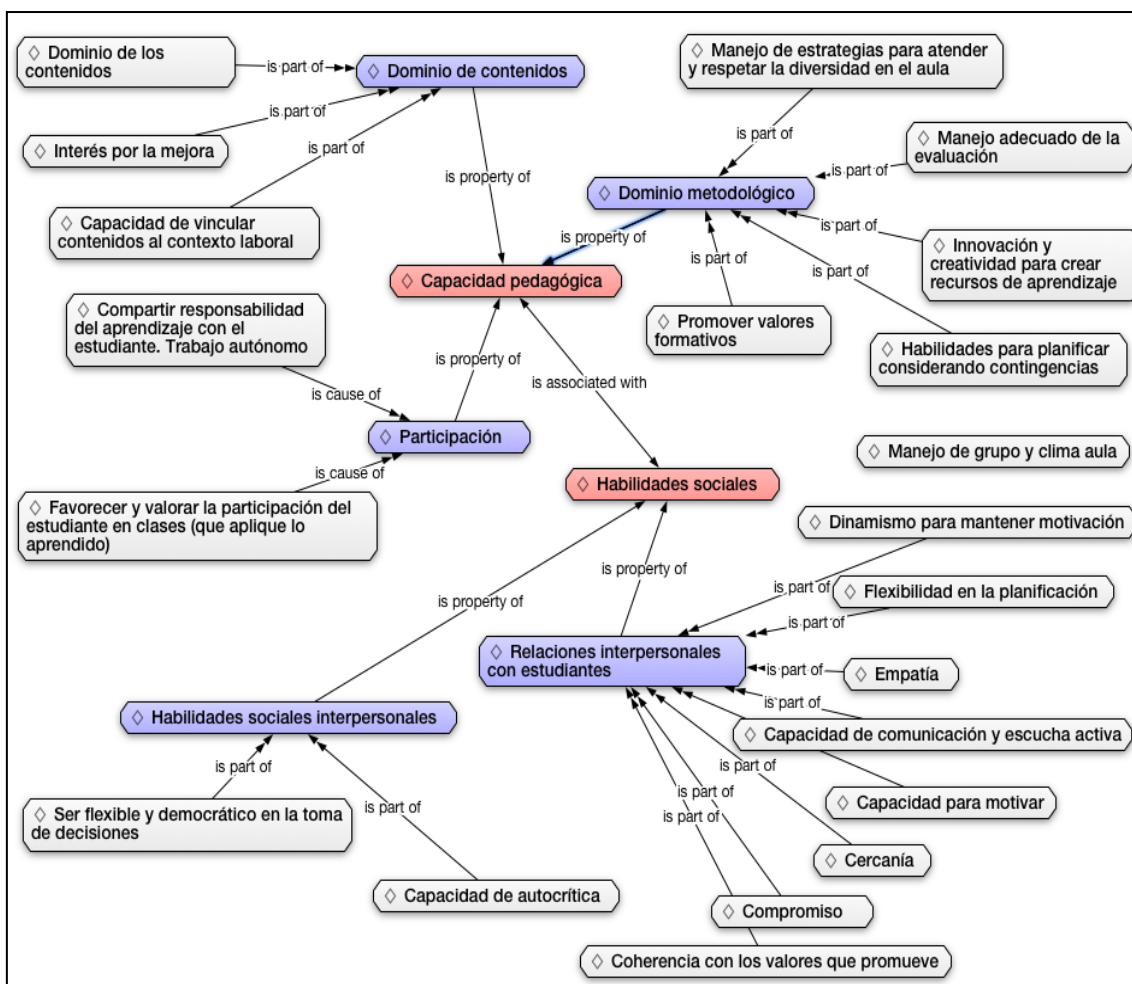 ◇ Dominio de los
contenidos
is part of
◇ Dominio de contenidos
◇ Manejo de estrategias para atender
y respetar la diversidad en el aula
is part of
◇ Interés por la mejora
is part of
is part of
◇ Manejo adecuado de la
evaluación
is part of
is property of
◇ Dominio metodológico
◇ Capacidad de vincular
contenidos al contexto laboral
is property of
is part of
is part of
◇ Innovación y
creatividad para crear
recursos de aprendizaje
is part of
◇ Capacidad pedagógica
◇ Compartir responsabilidad
del aprendizaje con el
estudiante. Trabajo autónomo
◇ Promover valores
formativos
◇ Habilidades para planificar
considerando contingencias
is property of
is associated with
is cause of
◇ Participación
◇ Manejo de grupo y clima aula
is cause of
◇ Habilidades sociales
◇ Favorecer y valorar la participación del
estudiante en clases (que aplique lo
aprendido)
◇ Dinamismo para mantener motivación
is property of
is part of
◇ Flexibilidad en la planificación
is property of
is part of
◇ Relaciones interpersonales
con estudiantes
is part of
◇ Empatía
is part of
◇ Habilidades sociales interpersonales
◇ Capacidad de comunicación y escucha activa
is part of
is part of
is part of
◇ Capacidad para motivar
◇ Ser flexible y democrático en la toma
de decisiones
is part of
is part of
◇ Cercanía
◇ Capacidad de autocrítica
◇ Compromiso
◇ Coherencia con los valores que promueve